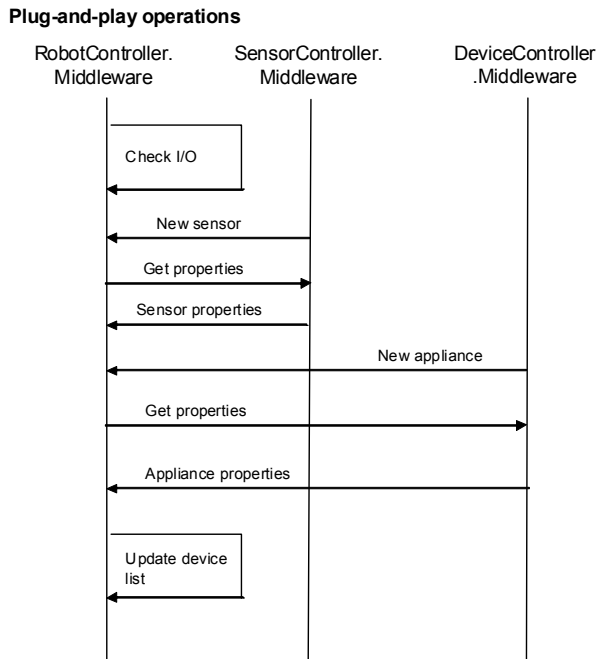 Plug-and-play operations
RobotController.
Middleware
SensorController.
Middleware
DeviceController
.Middleware
Check I/O
New sensor
Get properties
Sensor properties
New appliance
Get properties
Appliance properties
Update device
list